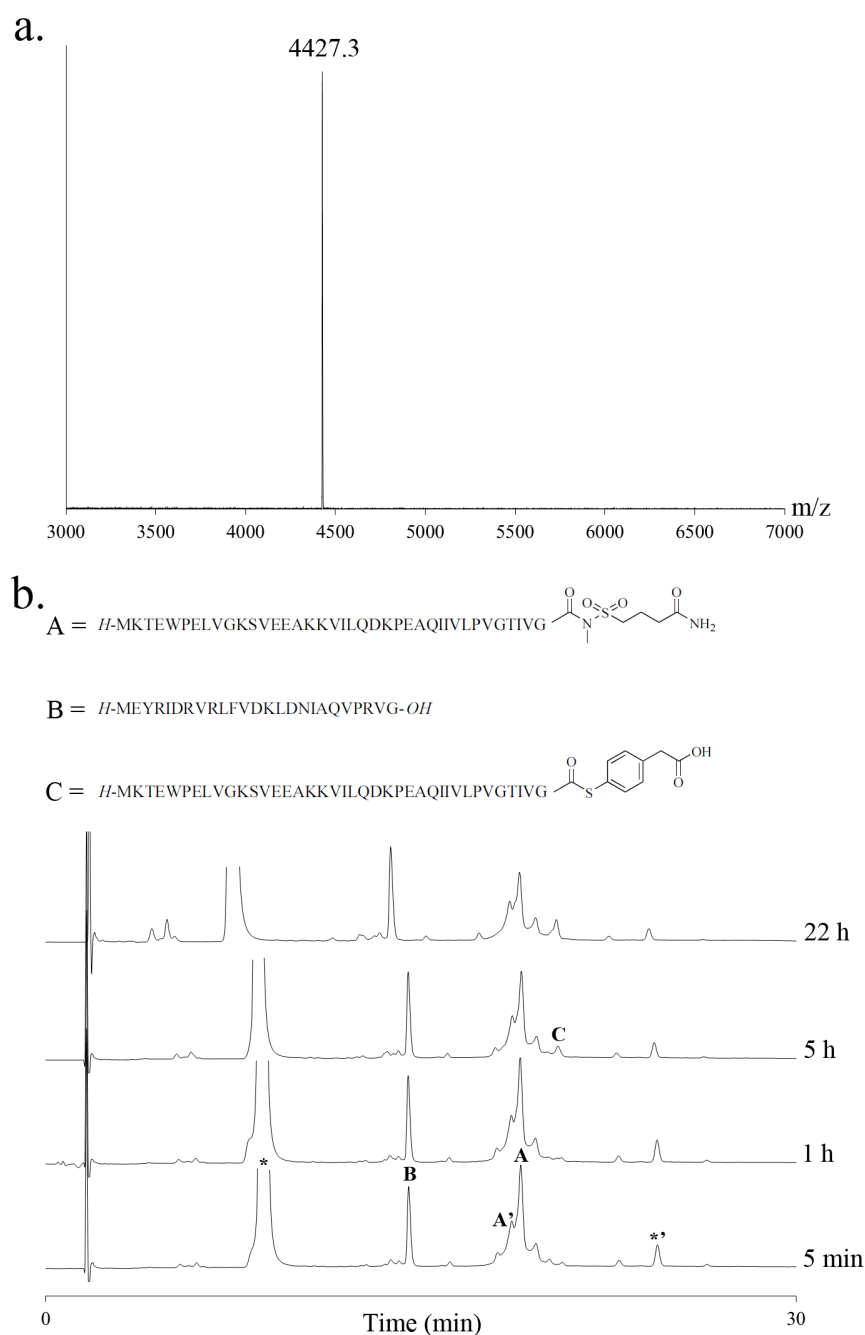 a.
4427.3
m/z
3000 3500 4000 4500 5000 5500 6000 6500 7000
b.
A = H-MKTEWPELVGKSVEEAKKVILQDKPEAQIIVLPVGTIVG O N O S O O NH2
B = H-MEYRIDRVRLFVDKLDNIAQVPRVG-OH
C = H-MKTEWPELVGKSVEEAKKVILQDKPEAQIIVLPVGTIVG O S OH O
22 h
C
5 h
1 h
* B A
A' *'
5 min
0 30
Time (min)